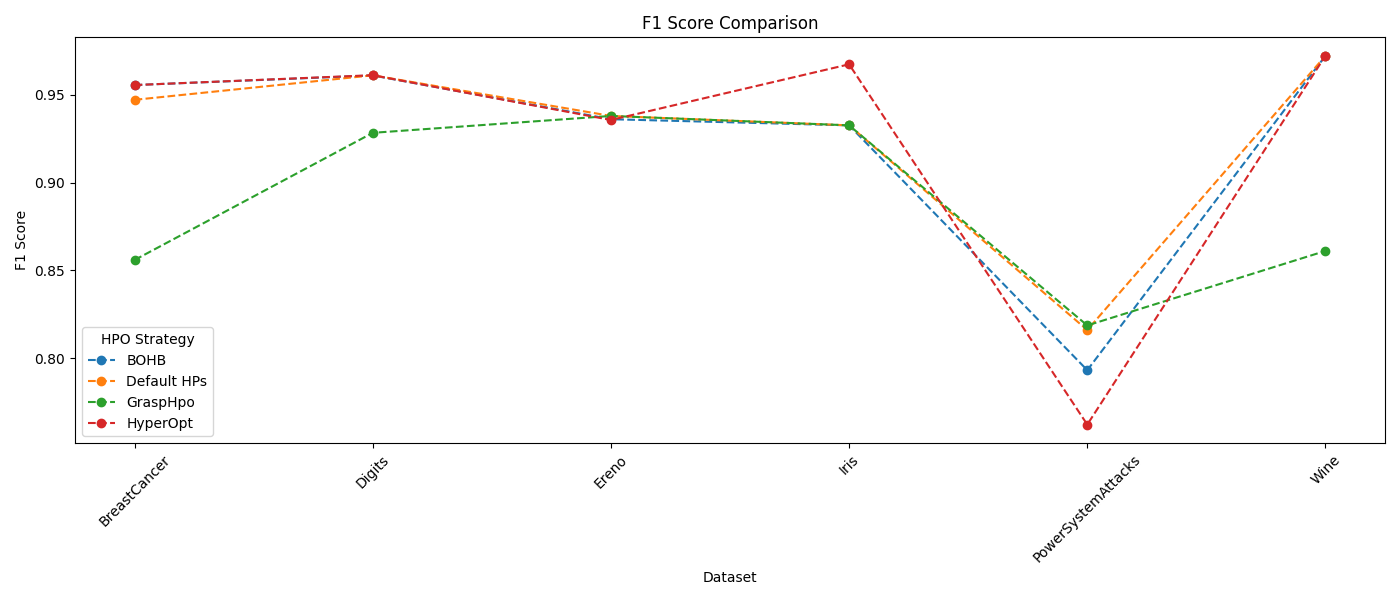 F1 Score Comparison
F1 Score
0.95
0.90
0.85
0.80
HPO Strategy
BOHB
Default HPs
GraspHpo
HyperOpt
BreastCancer
Digits
Ereno
Iris
PowerSystemAttacks
Wine
Dataset